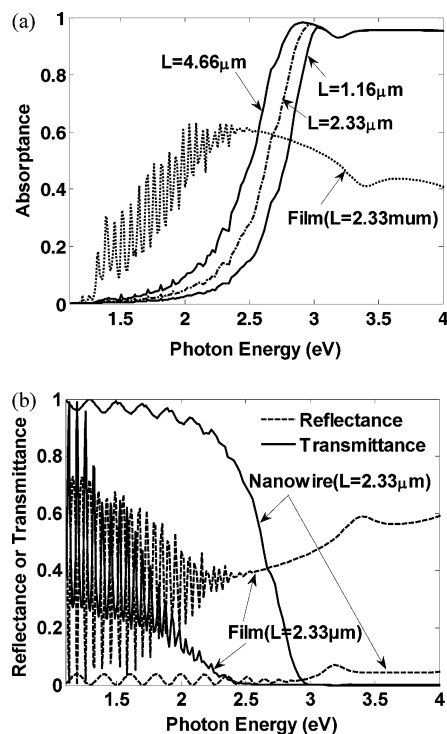 (a)
1
0.8
0.6
0.4
0.2
0
Absorptance
L=4.66μm
L=1.16μm
L=2.33μm
Film(L=2.33mum)
1.5 2 2.5 3 3.5 4
Photon Energy (eV)
(b)
1
0.8
0.6
0.4
0.2
0
Reflectance or Transmittance
Reflectance
Transmittance
Nanowire(L=2.33μm)
Film(L=2.33μm)
1.5 2 2.5 3 3.5 4
Photon Energy (eV)